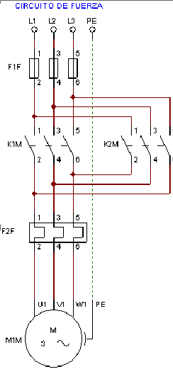 CIRCUITO DE FUERZA
L1 L2 L3 PE
F1F 1 3 5
2 4 6
K1M 1 3 5 K2M 1 3 5
2 4 6 2 4 6
F2F 1 3 5
2 4 6
U1 V1 W1 PE
M1M M
3